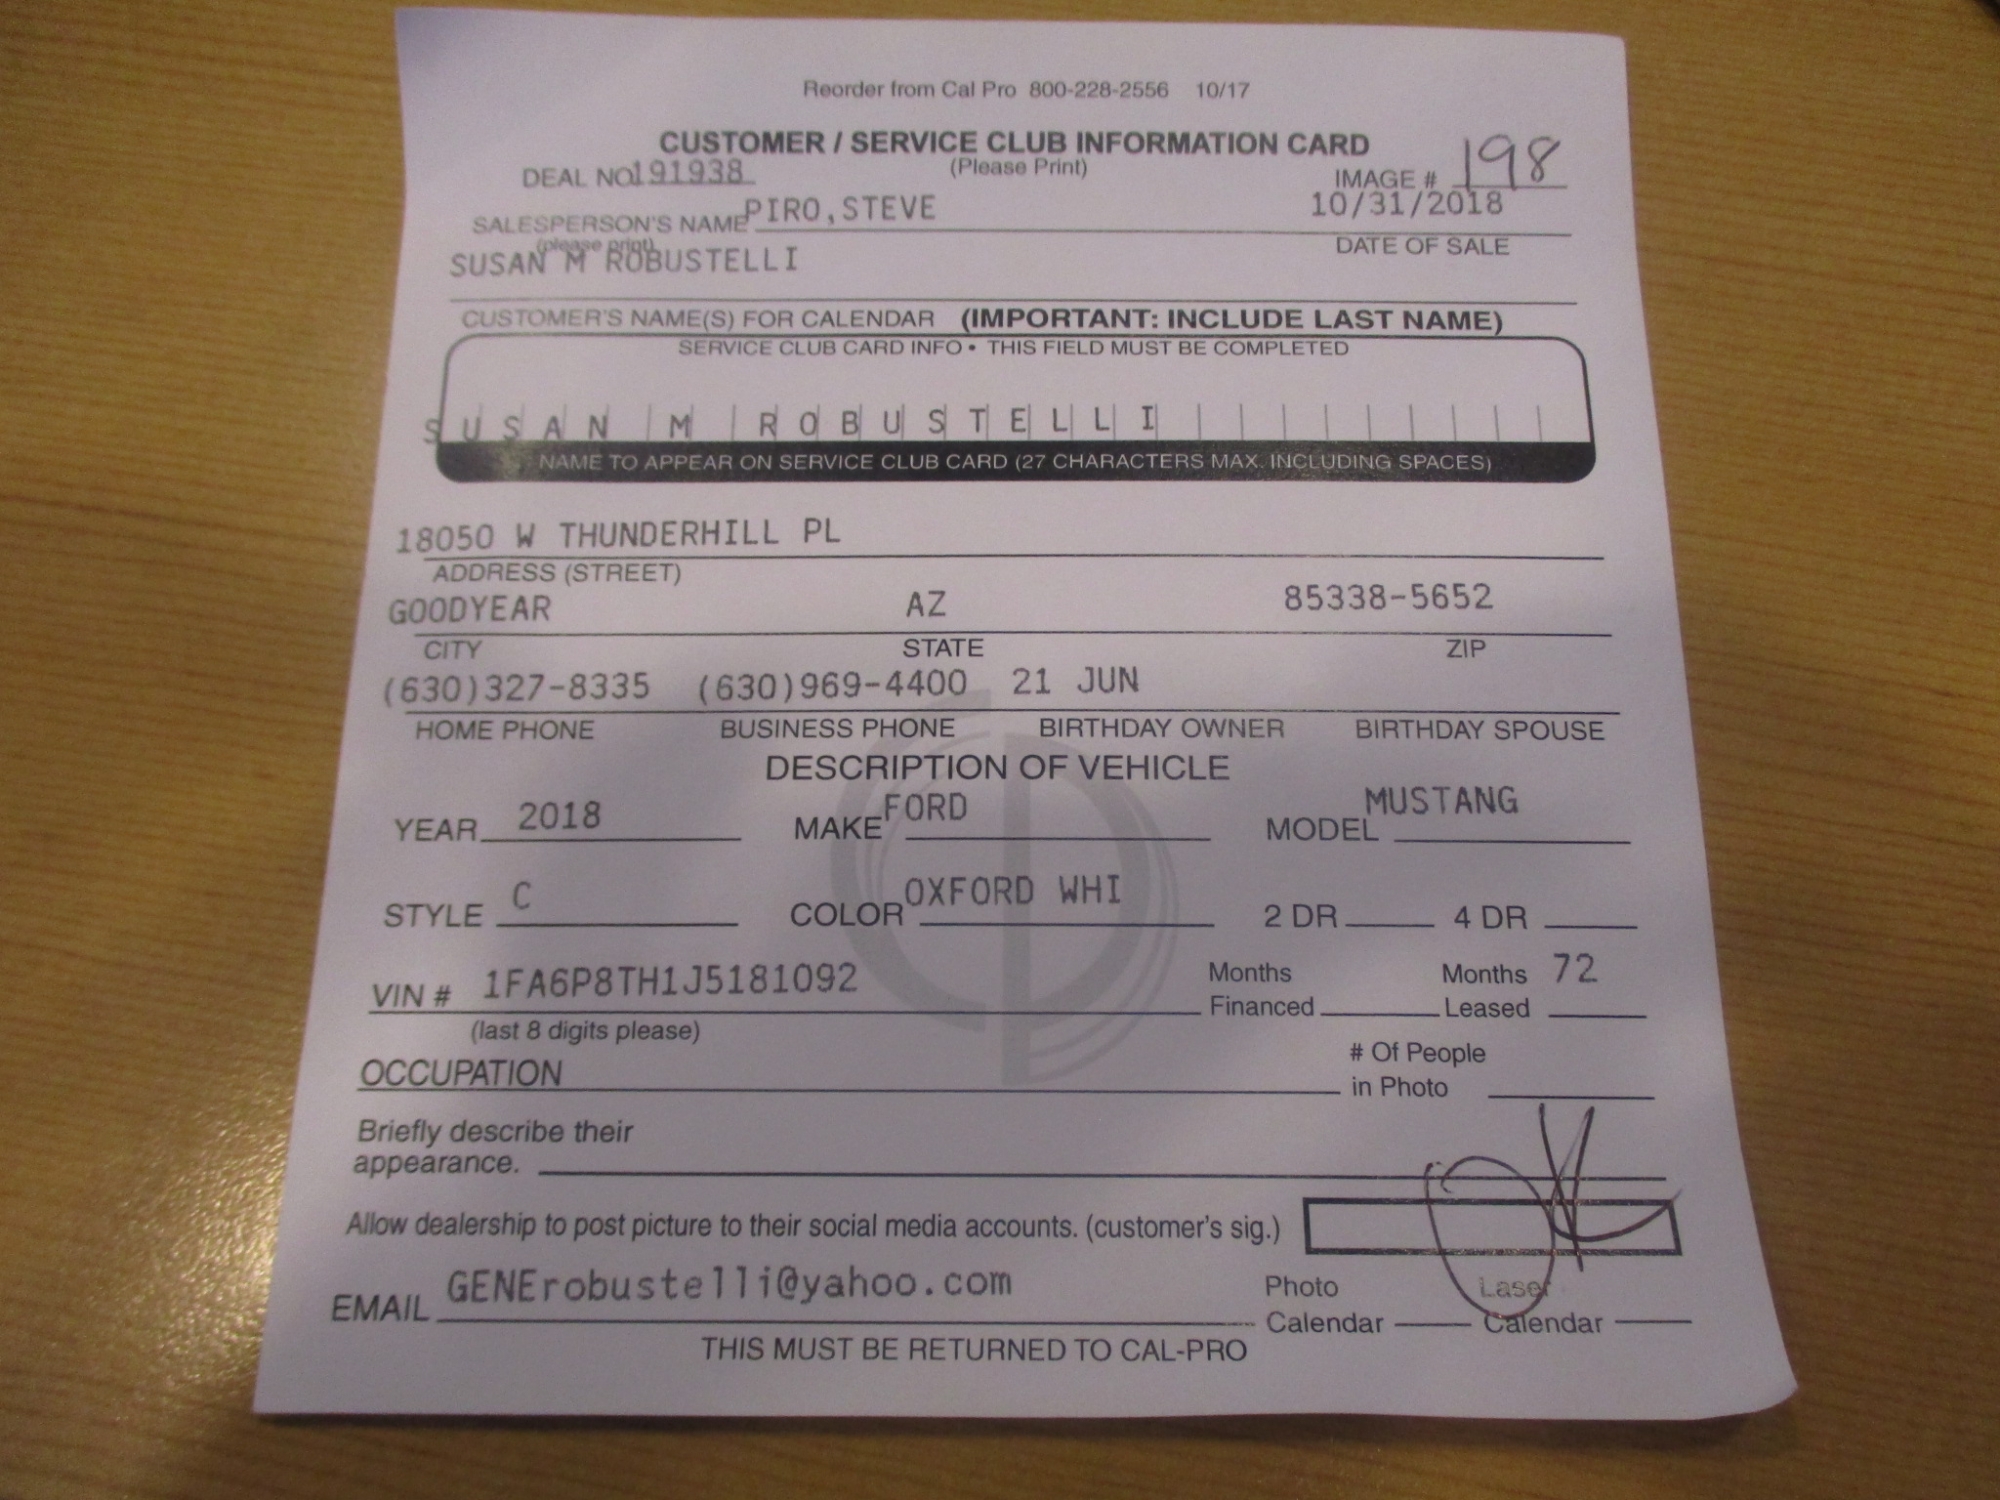 Reorder from Cal Pro 800-228-2556 10/17
CUSTOMER / SERVICE CLUB INFORMATION CARD
DEAL NO. 191938 (Please Print) IMAGE # 198
SALESPERSON'S NAME PIRO,STEVE 10/31/2018
(please print) DATE OF SALE
SUSAN M ROBUSTELLI
CUSTOMER'S NAME(S) FOR CALENDAR (IMPORTANT: INCLUDE LAST NAME)
SERVICE CLUB CARD INFO • THIS FIELD MUST BE COMPLETED
SUSAN M ROBUSTELLI
NAME TO APPEAR ON SERVICE CLUB CARD (27 CHARACTERS MAX. INCLUDING SPACES)
18050 W THUNDERHILL PL
ADDRESS (STREET)
GOODYEAR AZ 85338-5652
CITY STATE ZIP
(630)327-8335 (630)969-4400 21 JUN
HOME PHONE BUSINESS PHONE BIRTHDAY OWNER BIRTHDAY SPOUSE
DESCRIPTION OF VEHICLE
YEAR 2018 MAKE FORD MODEL MUSTANG
STYLE C COLOR OXFORD WHI 2 DR 4 DR
VIN # 1FA6P8TH1J5181092 Months Financed Months Leased 72
(last 8 digits please)
OCCUPATION # Of People in Photo
Briefly describe their
appearance.
Allow dealership to post picture to their social media accounts. (customer's sig.)
EMAIL GENErobustelli@yahoo.com Photo Calendar Laser Calendar
THIS MUST BE RETURNED TO CAL-PRO